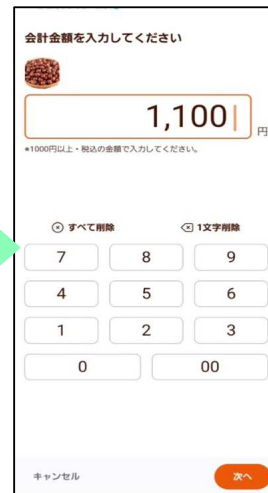 会計金額を入力してください
1,100 円
*1000円以上・税込の金額で入力してください。
すべて削除 1文字削除
7 8 9
4 5 6
1 2 3
0 00
キャンセル 次へ